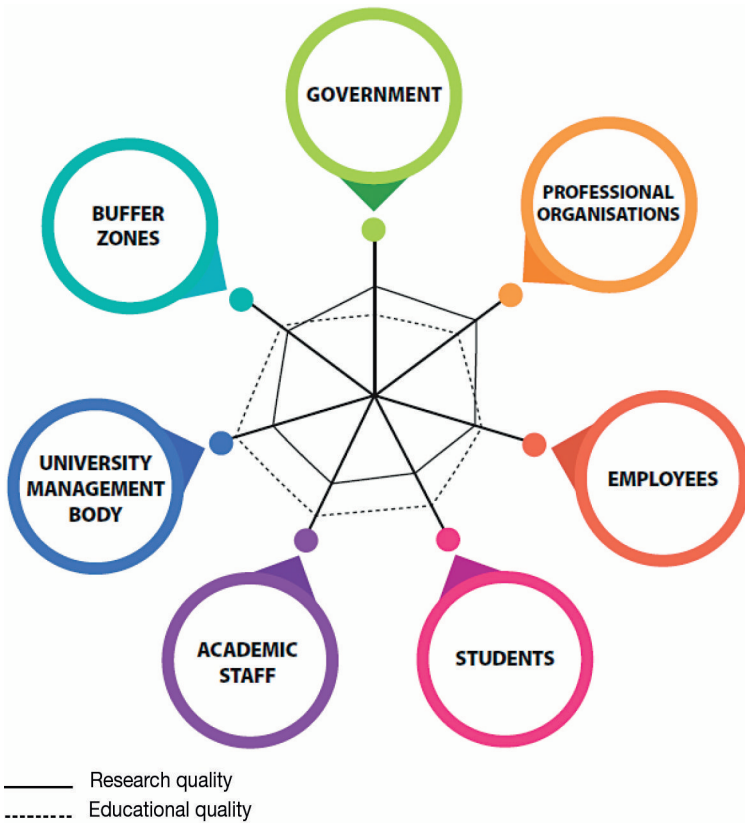 GOVERNMENT
PROFESSIONAL
ORGANISATIONS
BUFFER
ZONES
EMPLOYEES
UNIVERSITY
MANAGEMENT
BODY
ACADEMIC
STAFF
STUDENTS
Research quality
Educational quality